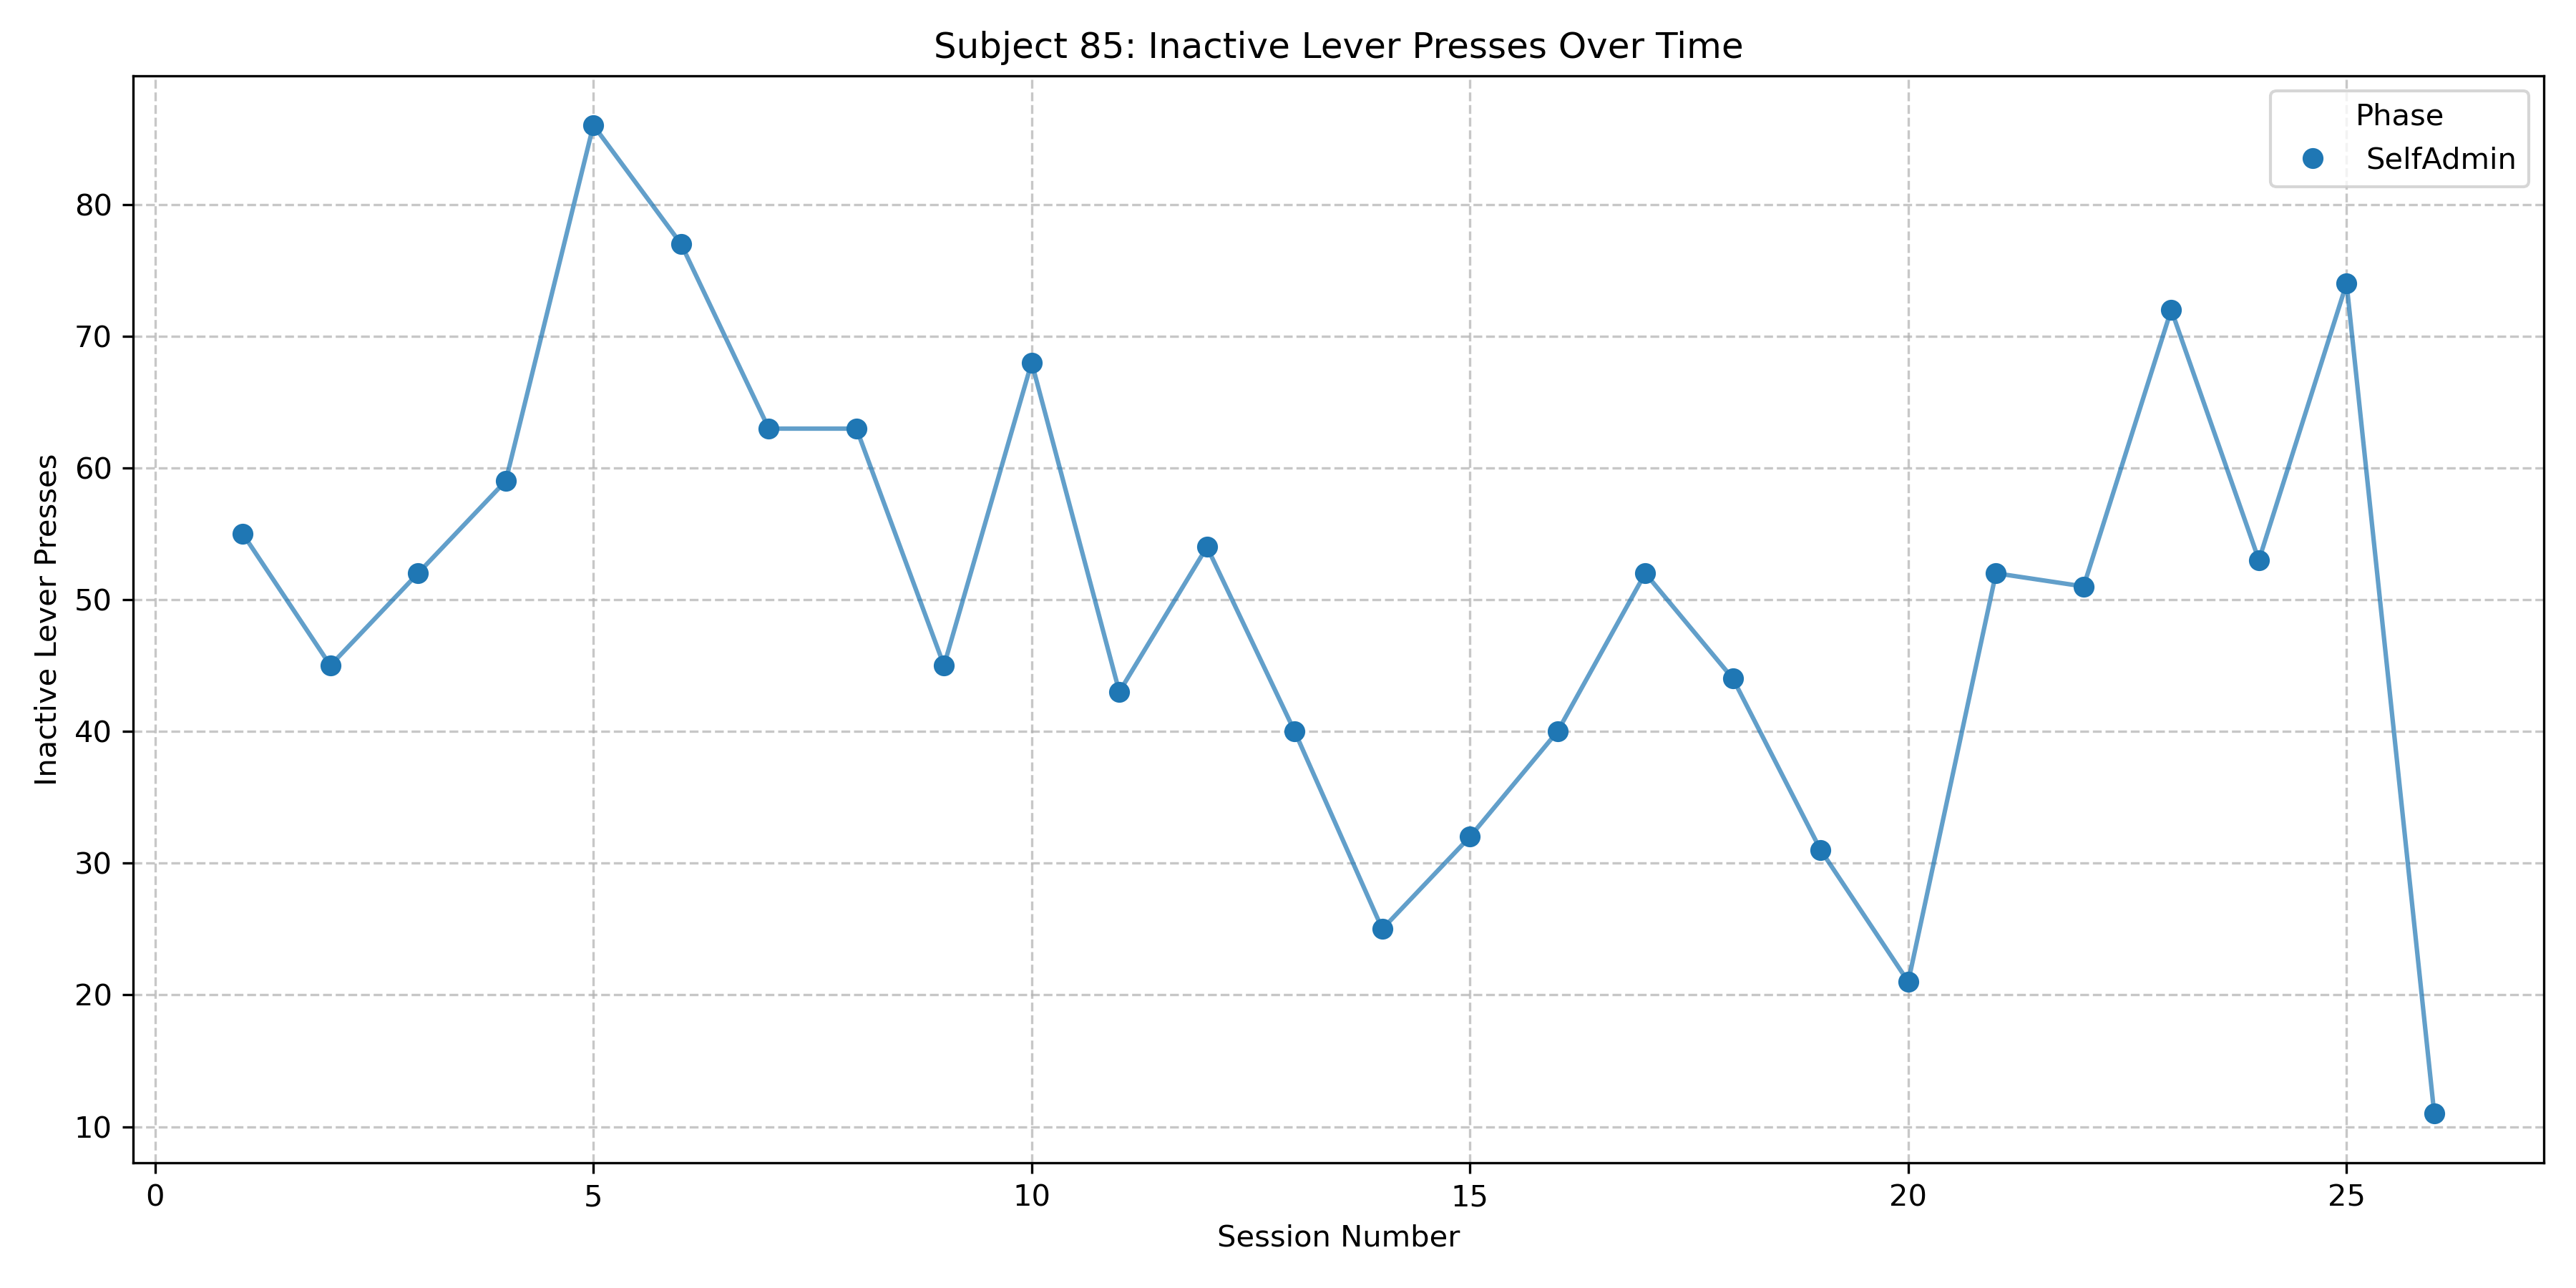 Subject 85: Inactive Lever Presses Over Time
Phase
SelfAdmin
Inactive Lever Presses
80
70
60
50
40
30
20
10
0 5 10 15 20 25
Session Number